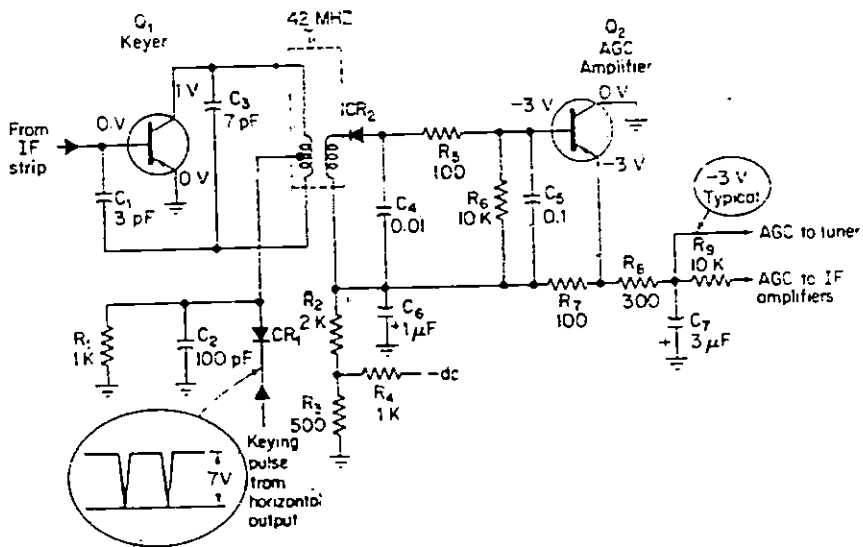 Q1
Keyer
42 MHZ
Q2
AGC
Amplifier
1 V
C3
7 pF
CR2
-3 V
0 V
From
IF
strip
0 V
0 V
R5
100
-3 V
C1
3 pF
C4
0.01
R6
10 K
C5
0.1
-3 V
Typical
AGC to tuner
R9
10 K
AGC to IF
amplifiers
R1
1K
C2
100 pF
CR1
R2
2 K
C6
+ 1 µF
R7
100
R8
300
C7
+ 3 µF
-dc
R4
1 K
R3
500
7V
Keying
pulse
from
horizontal
output